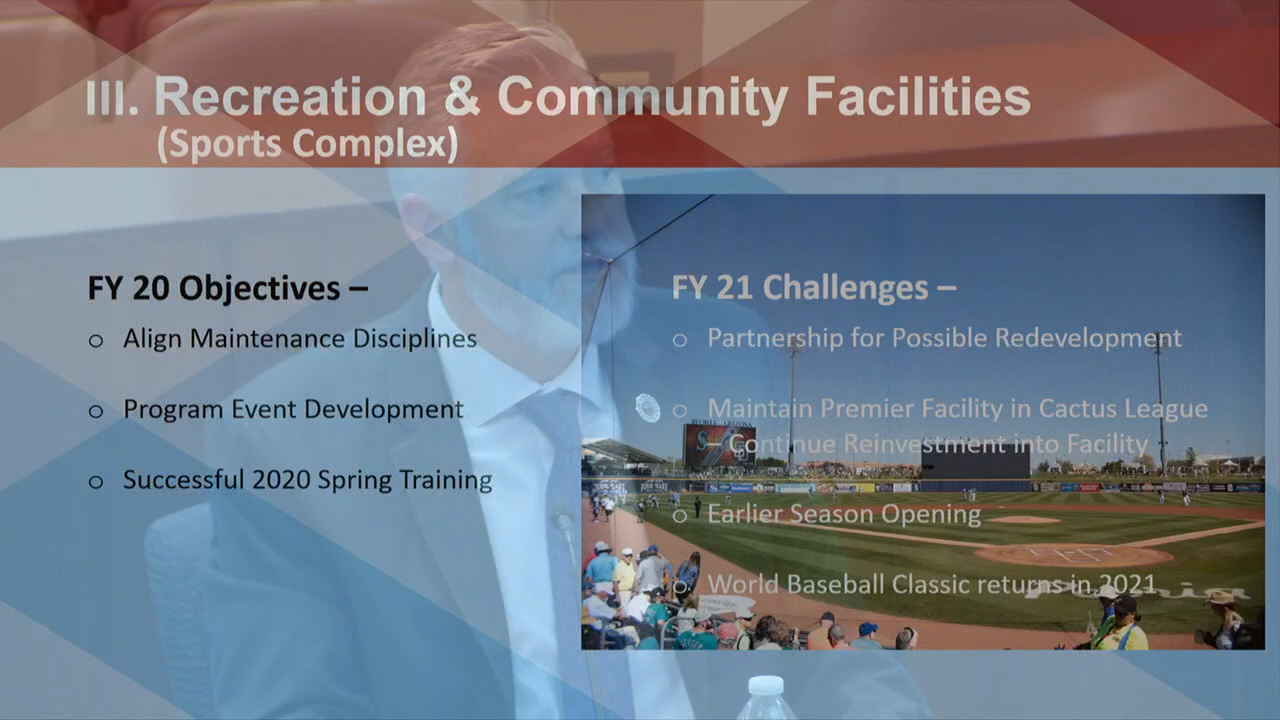 III. Recreation & Community Facilities
(Sports Complex)
FY 20 Objectives –
o Align Maintenance Disciplines
o Program Event Development
o Successful 2020 Spring Training
FY 21 Challenges –
o Partnership for Possible Redevelopment
o Maintain Premier Facility in Cactus League
– Continue Reinvestment into Facility
o Earlier Season Opening
o World Baseball Classic returns in 2021